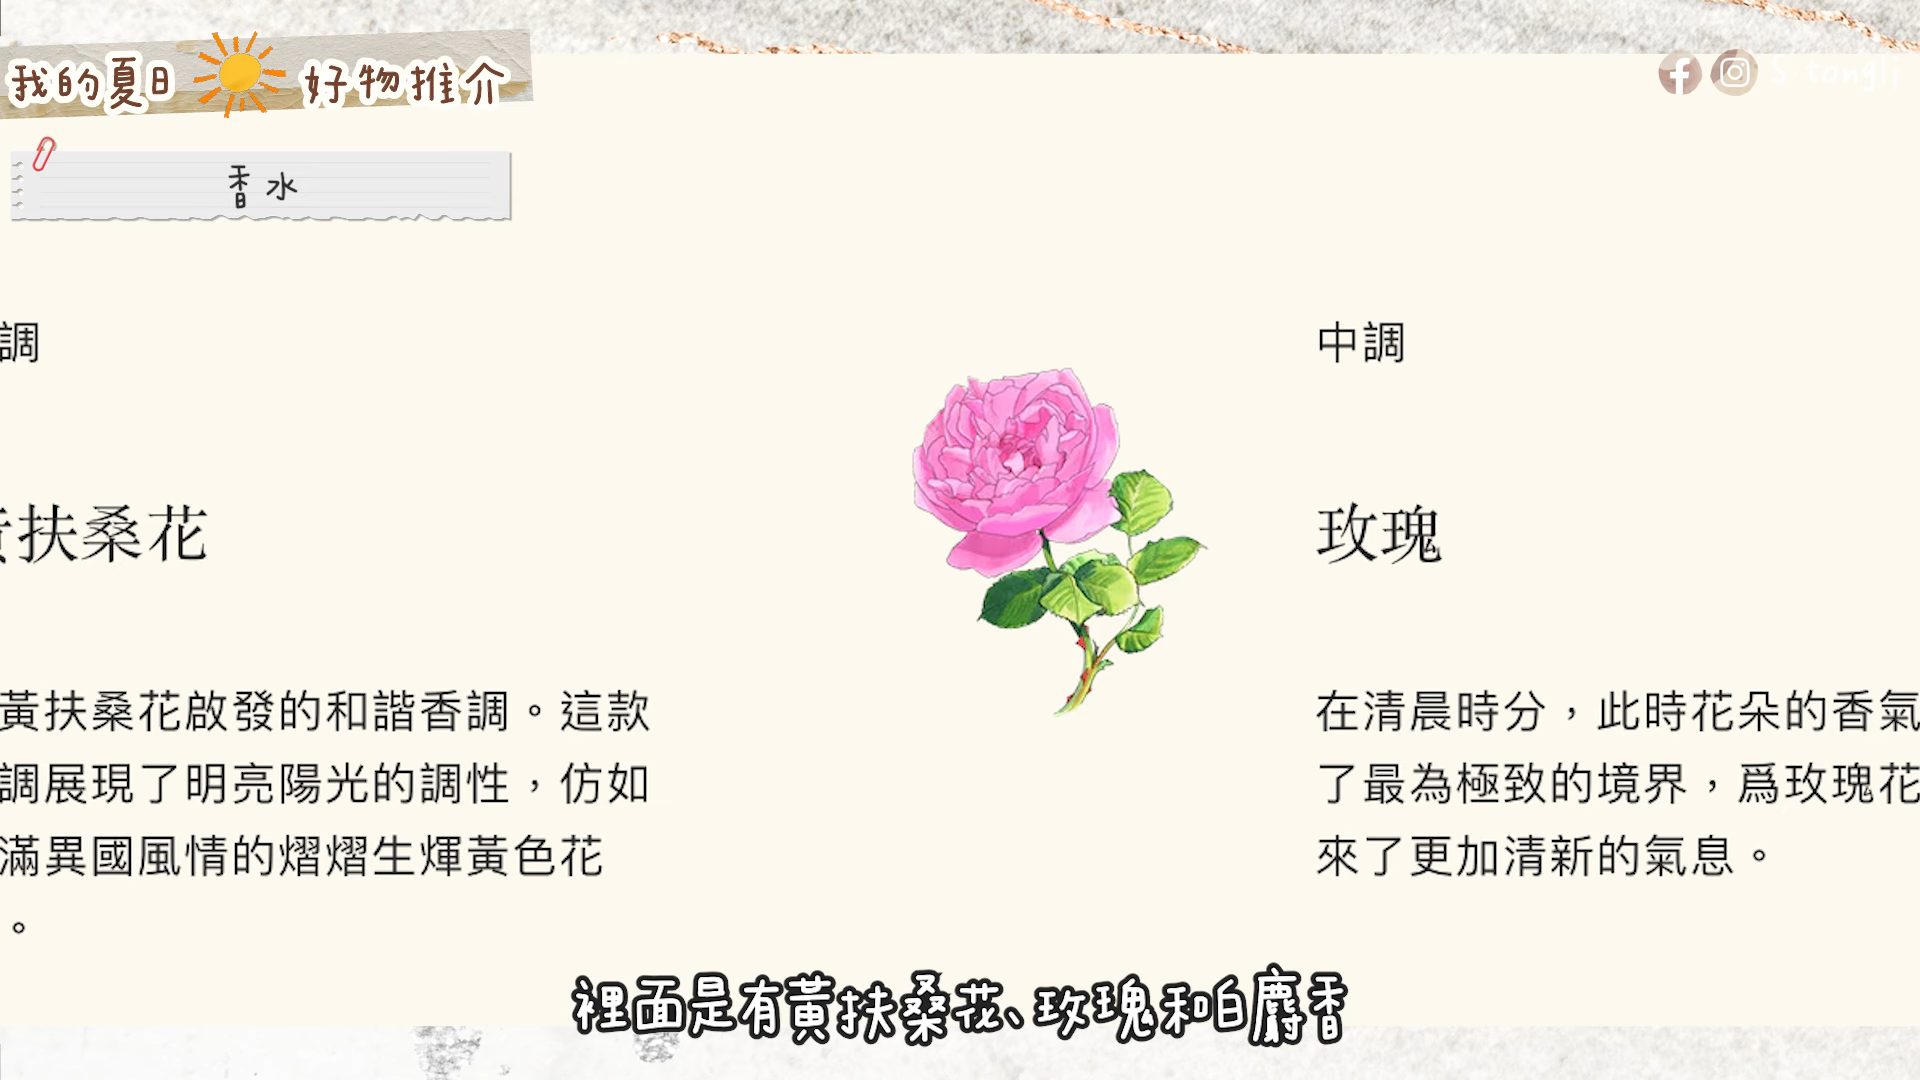 我的夏日 好物推介
S.tongli
香水
調
扶桑花
黃扶桑花啟發的和諧香調。這款
調展現了明亮陽光的調性，仿如
滿異國風情的熠熠生煇黃色花
。
中調
玫瑰
在清晨時分，此時花朵的香氣
了最為極致的境界，爲玫瑰花
來了更加清新的氣息。
裡面是有黃扶桑花、玫瑰和白麝香